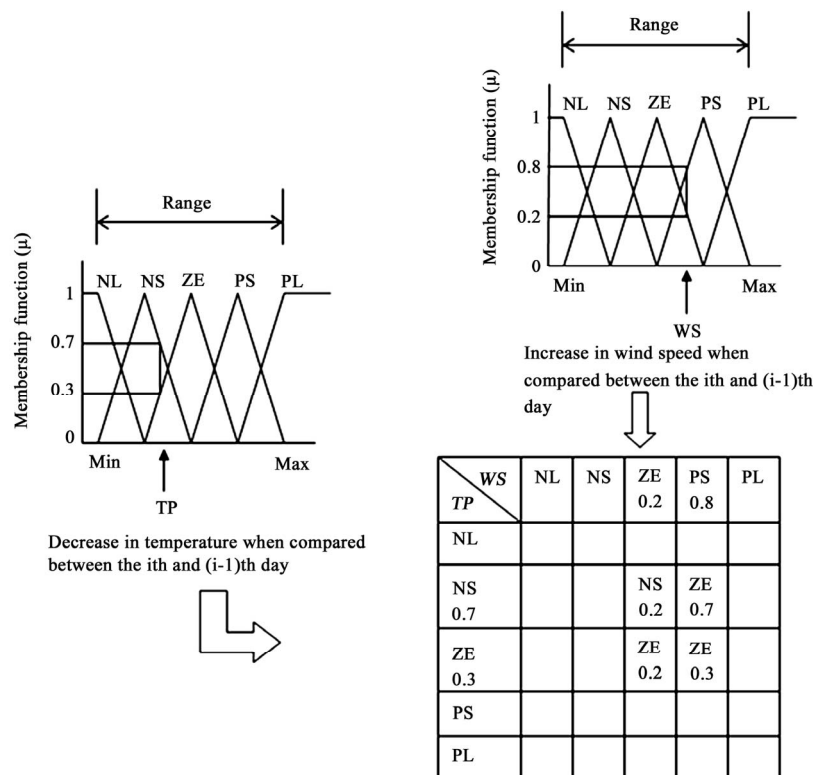 Range
Membership function (μ)
NL NS ZE PS PL
1
0.7
0.3
0
Min Max
TP
Decrease in temperature when compared
between the ith and (i-1)th day
Range
Membership function (μ)
NL NS ZE PS PL
1
0.8
0.2
0
Min Max
WS
Increase in wind speed when
compared between the ith and (i-1)th
day
WS
TP
NL NS ZE PS PL
0.2 0.8
NL
NS NS ZE
0.7 0.2 0.7
ZE ZE ZE
0.3 0.2 0.3
PS
PL